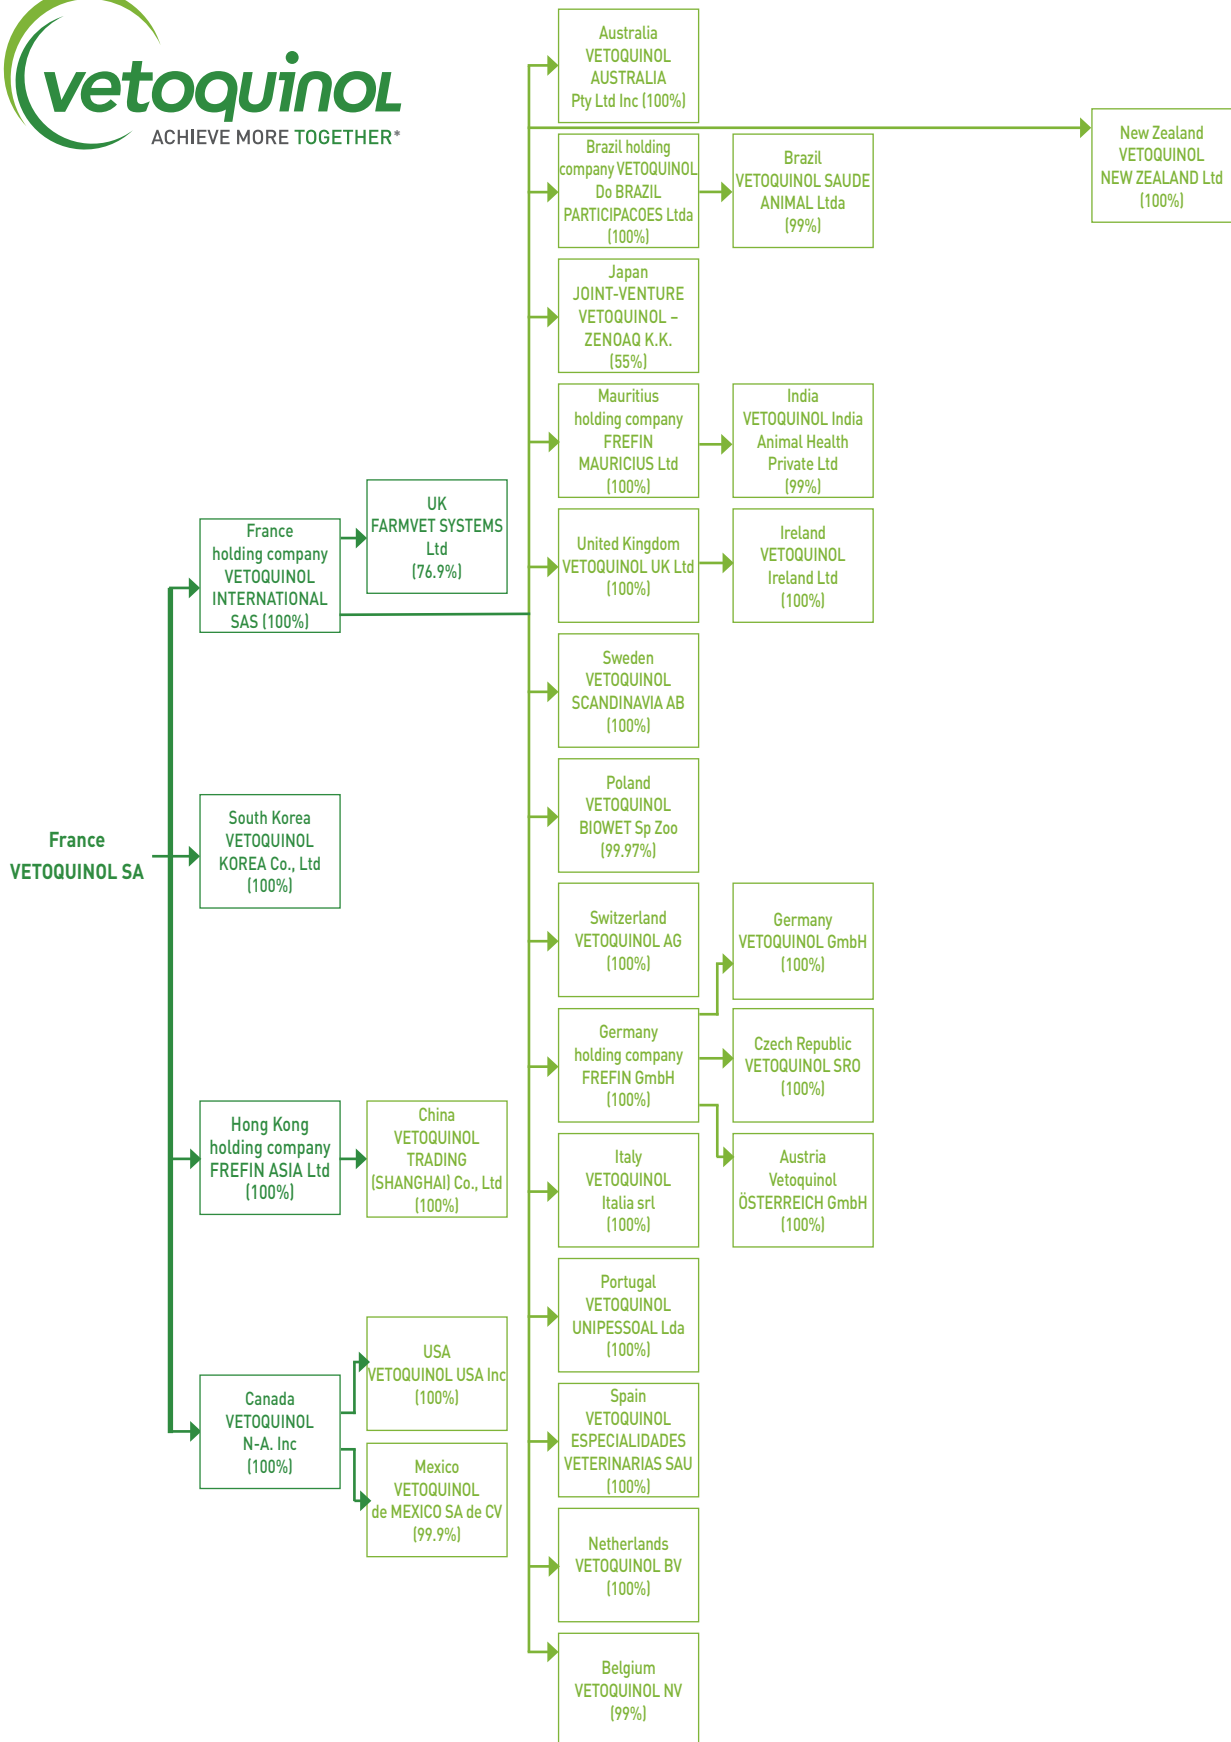 vetoquinol
ACHIEVE MORE TOGETHER*
France
VETOQUINOL SA
France
holding company
VETOQUINOL
INTERNATIONAL
SAS (100%)
South Korea
VETOQUINOL
KOREA Co., Ltd
(100%)
Hong Kong
holding company
FREFIN ASIA Ltd
(100%)
Canada
VETOQUINOL
N-A. Inc
(100%)
UK
FARMVET SYSTEMS
Ltd
(76.9%)
China
VETOQUINOL
TRADING
(SHANGHAI) Co., Ltd
(100%)
USA
VETOQUINOL USA Inc
(100%)
Mexico
VETOQUINOL
de MEXICO SA de CV
(99.9%)
Australia
VETOQUINOL
AUSTRALIA
Pty Ltd Inc (100%)
Brazil holding
company VETOQUINOL
Do BRAZIL
PARTICIPACOES Ltda
(100%)
Japan
JOINT-VENTURE
VETOQUINOL –
ZENOAQ K.K.
(55%)
Mauritius
holding company
FREFIN
MAURICIUS Ltd
(100%)
United Kingdom
VETOQUINOL UK Ltd
(100%)
Sweden
VETOQUINOL
SCANDINAVIA AB
(100%)
Poland
VETOQUINOL
BIOWET Sp Zoo
(99.97%)
Switzerland
VETOQUINOL AG
(100%)
Germany
holding company
FREFIN GmbH
(100%)
Italy
VETOQUINOL
Italia srl
(100%)
Portugal
VETOQUINOL
UNIPESSOAL Lda
(100%)
Spain
VETOQUINOL
ESPECIALIDADES
VETERINARIAS SAU
(100%)
Netherlands
VETOQUINOL BV
(100%)
Belgium
VETOQUINOL NV
(99%)
Brazil
VETOQUINOL SAUDE
ANIMAL Ltda
(99%)
India
VETOQUINOL India
Animal Health
Private Ltd
(99%)
Ireland
VETOQUINOL
Ireland Ltd
(100%)
Germany
VETOQUINOL GmbH
(100%)
Czech Republic
VETOQUINOL SRO
(100%)
Austria
Vetoquinol
ÖSTERREICH GmbH
(100%)
New Zealand
VETOQUINOL
NEW ZEALAND Ltd
(100%)